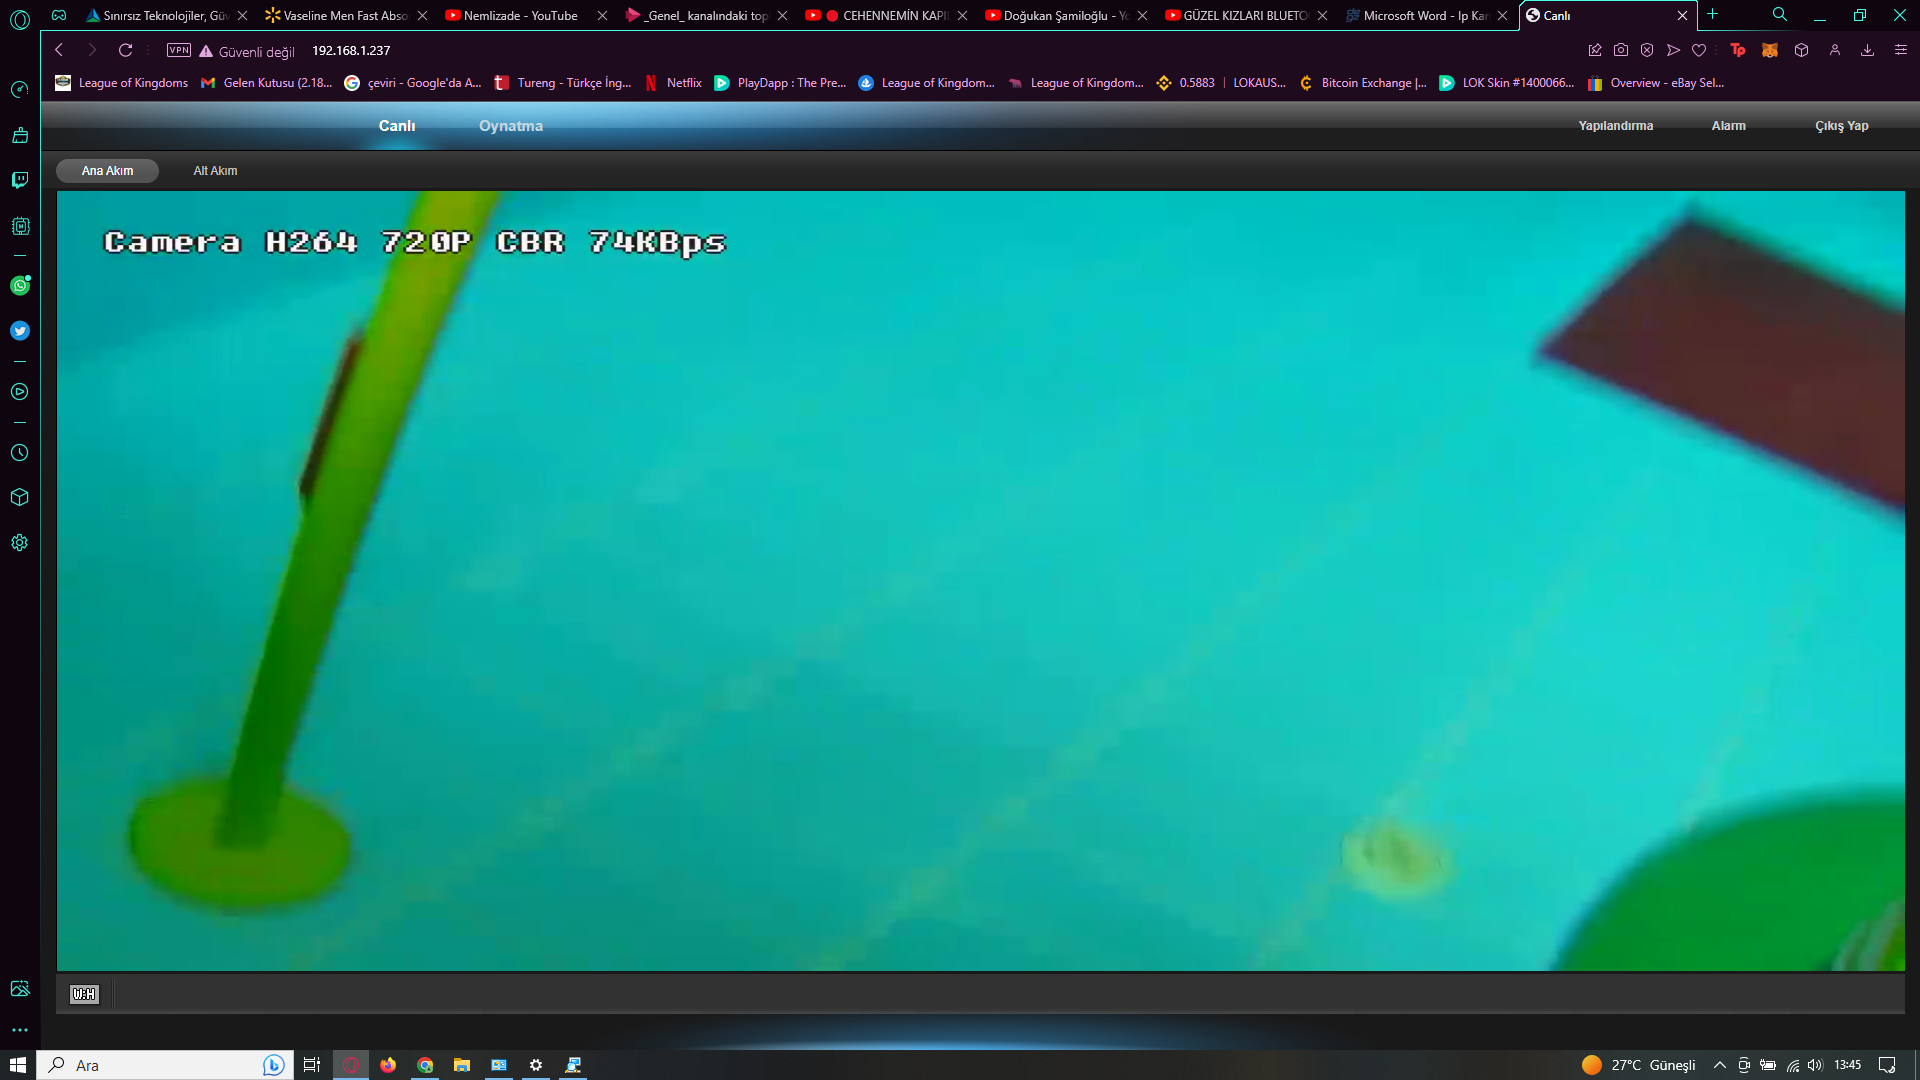 Sınırsız Teknolojiler, Güv
Vaseline Men Fast Abso
Nemlizade - YouTube
_Genel_ kanalındaki top
CEHENNEMİN KAPI
Doğukan Şamiloğlu - Yo
GÜZEL KIZLARI BLUETO
Microsoft Word - Ip Kam
Canlı
VPN
Güvenli değil
192.168.1.237
League of Kingdoms
Gelen Kutusu (2.18...
çeviri - Google'da A...
Tureng - Türkçe İng...
Netflix
PlayDapp : The Pre...
League of Kingdom...
League of Kingdom...
0.5883 | LOKAUS...
Bitcoin Exchange |...
LOK Skin #1400066...
Overview - eBay Sel...
Canlı
Oynatma
Yapılandırma
Alarm
Çıkış Yap
Ana Akım
Alt Akım
Camera H264 720P CBR 74KBps
W:H
Ara
27°C Güneşli
13:45